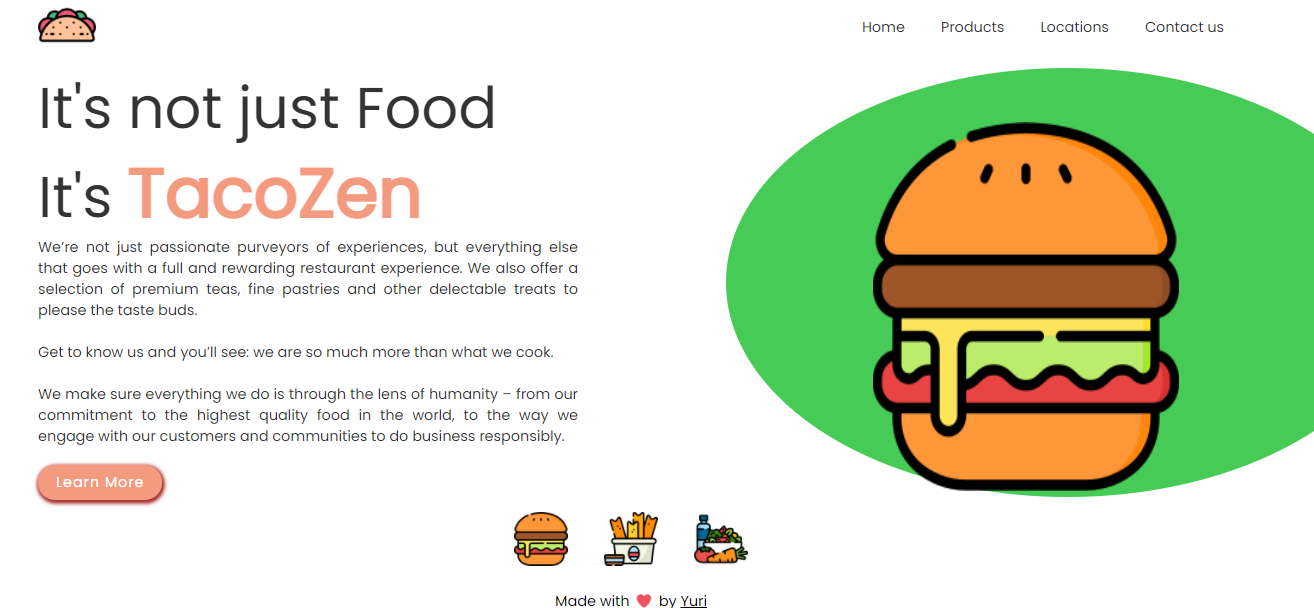 Home Products Locations Contact us
It's not just Food
It's TacoZen
We’re not just passionate purveyors of experiences, but everything else
that goes with a full and rewarding restaurant experience. We also offer a
selection of premium teas, fine pastries and other delectable treats to
please the taste buds.
Get to know us and you’ll see: we are so much more than what we cook.
We make sure everything we do is through the lens of humanity – from our
commitment to the highest quality food in the world, to the way we
engage with our customers and communities to do business responsibly.
Learn More
Made with ❤ by Yuri